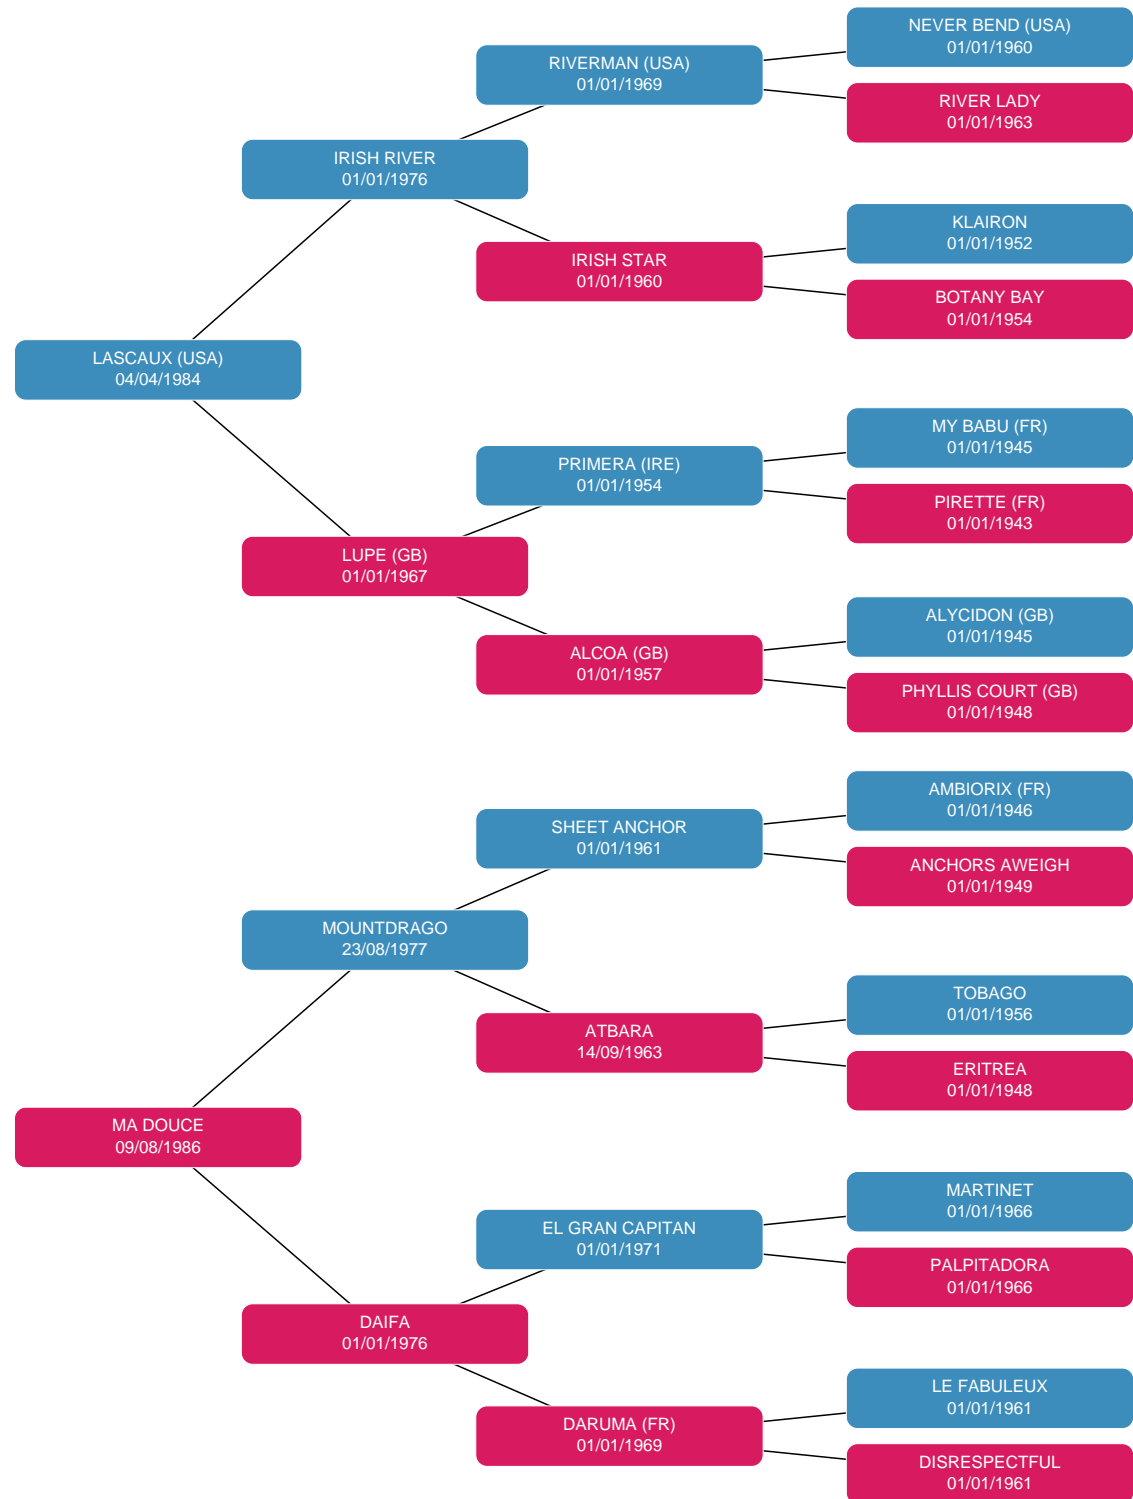 NEVER BEND (USA)
01/01/1960
RIVERMAN (USA)
01/01/1969
RIVER LADY
01/01/1963
IRISH RIVER
01/01/1976
KLAIRON
01/01/1952
IRISH STAR
01/01/1960
BOTANY BAY
01/01/1954
LASCAUX (USA)
04/04/1984
MY BABU (FR)
01/01/1945
PRIMERA (IRE)
01/01/1954
PIRETTE (FR)
01/01/1943
LUPE (GB)
01/01/1967
ALYCIDON (GB)
01/01/1945
ALCOA (GB)
01/01/1957
PHYLLIS COURT (GB)
01/01/1948
AMBIORIX (FR)
01/01/1946
SHEET ANCHOR
01/01/1961
ANCHORS AWEIGH
01/01/1949
MOUNTDRAGO
23/08/1977
TOBAGO
01/01/1956
ATBARA
14/09/1963
ERITREA
01/01/1948
MA DOUCE
09/08/1986
MARTINET
01/01/1966
EL GRAN CAPITAN
01/01/1971
PALPITADORA
01/01/1966
DAIFA
01/01/1976
LE FABULEUX
01/01/1961
DARUMA (FR)
01/01/1969
DISRESPECTFUL
01/01/1961